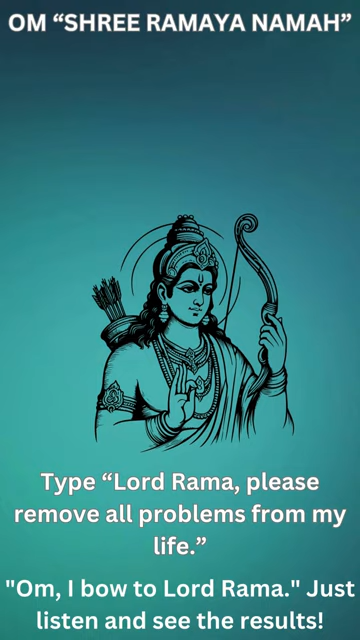 OM “SHREE RAMAYA NAMAH”
Type “Lord Rama, please
remove all problems from my
life.”
"Om, I bow to Lord Rama." Just
listen and see the results!